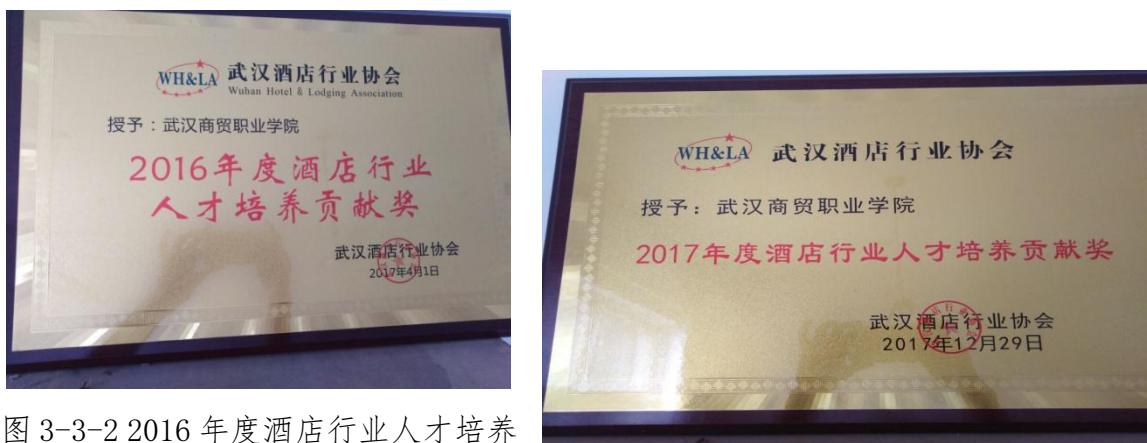 WH&LA 武汉酒店行业协会
Wuhan Hotel & Lodging Association
授予：武汉商贸职业学院
2016年度酒店行业
人才培养贡献奖
武汉酒店行业协会
2017年4月1日
图 3-3-2 2016 年度酒店行业人才培养
WH&LA 武汉酒店行业协会
授予：武汉商贸职业学院
2017年度酒店行业人才培养贡献奖
武汉酒店行业协会
2017年12月29日